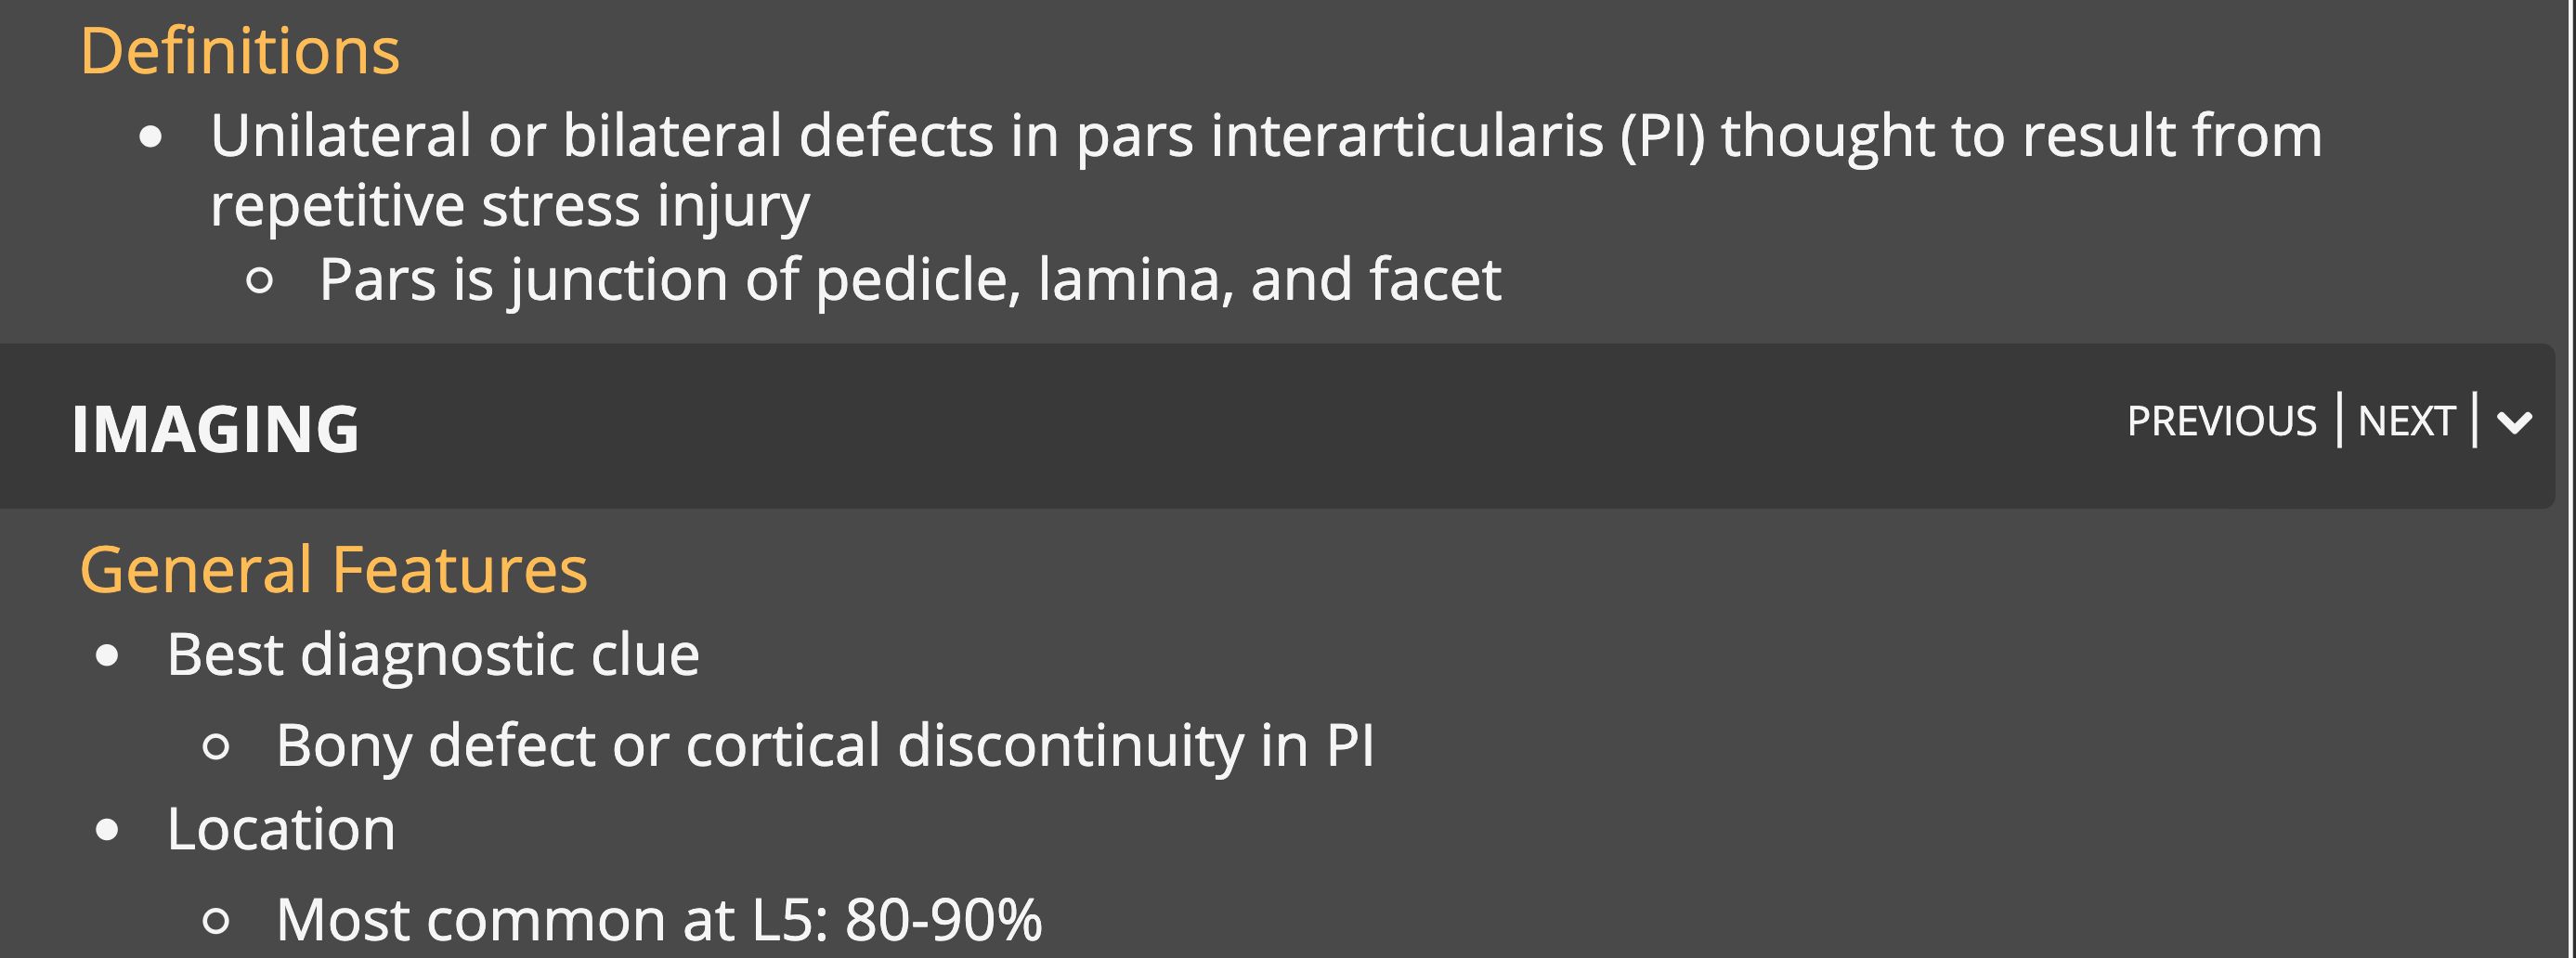 Definitions
Unilateral or bilateral defects in pars interarticularis (PI) thought to result from
repetitive stress injury
Pars is junction of pedicle, lamina, and facet
IMAGING
PREVIOUS | NEXT |
General Features
Best diagnostic clue
Bony defect or cortical discontinuity in PI
Location
Most common at L5: 80-90%